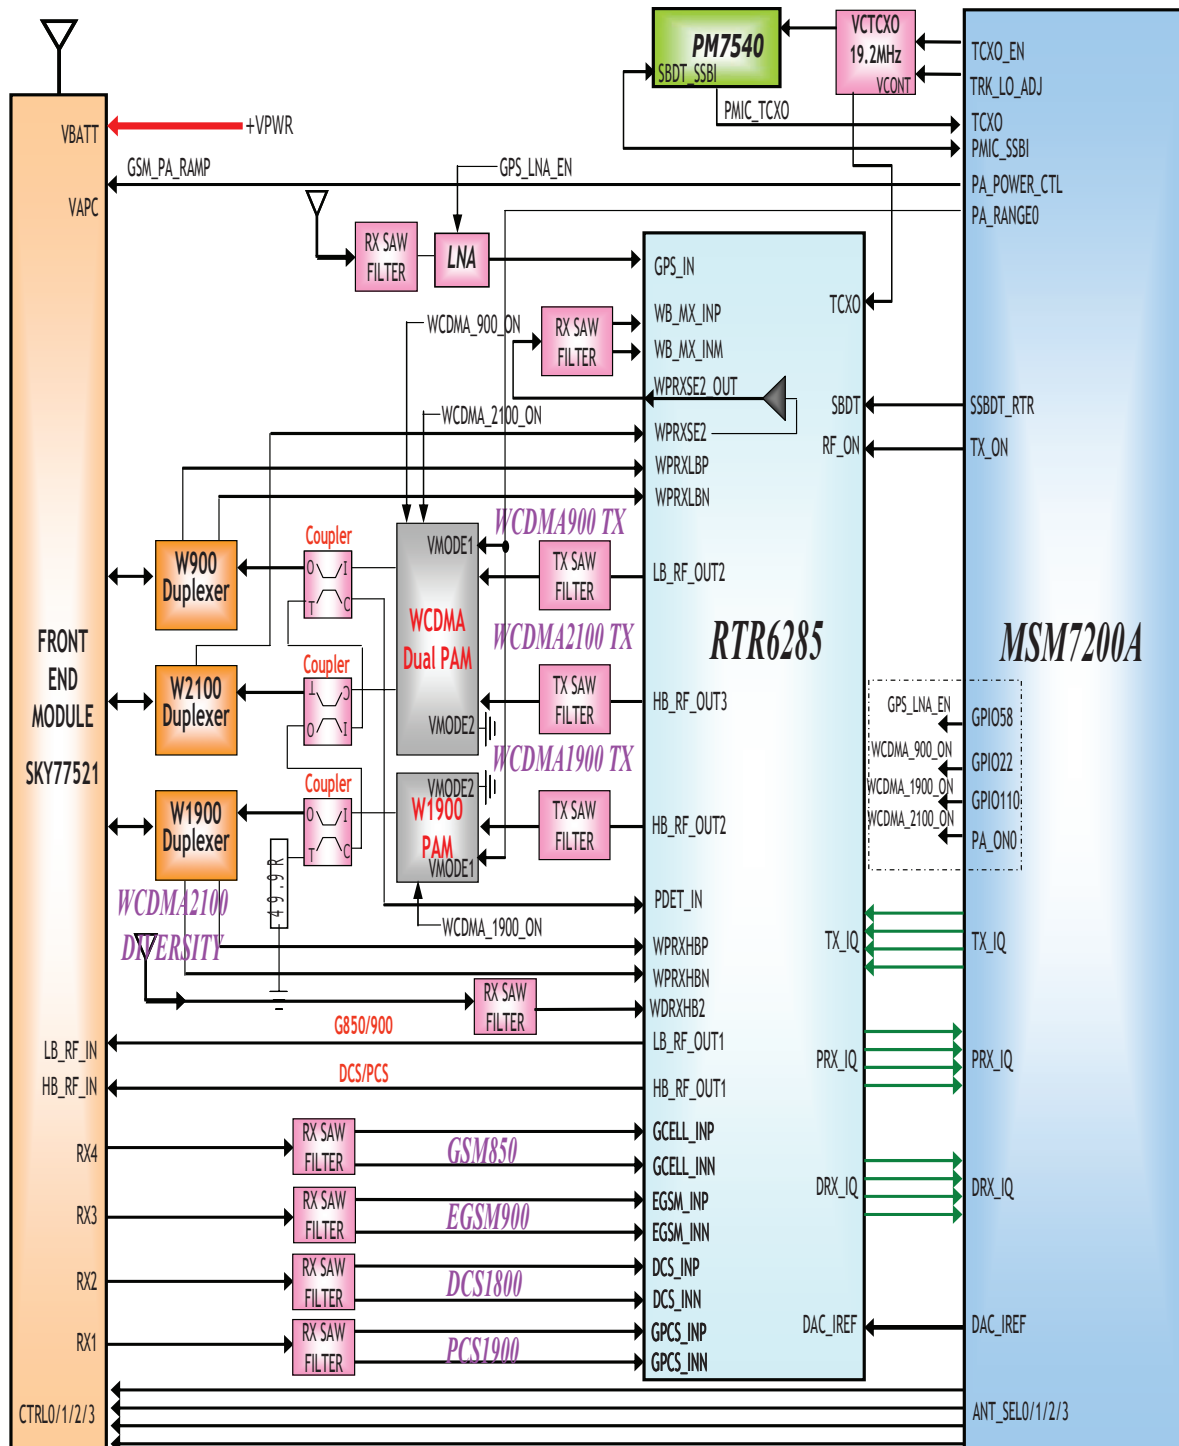 PM7540
SBDT_SSBI
VCTCXO
19.2MHz
VCONT
TCXO_EN
TRK_LO_ADJ
PMIC_TCXO
TCXO
PMIC_SSBI
VBATT
+VPWR
GSM_PA_RAMP
GPS_LNA_EN
PA_POWER_CTL
VAPC
PA_RANGE0
RX SAW
FILTER
LNA
GPS_IN
TCXO
WCDMA_900_ON
RX SAW
FILTER
WB_MX_INP
WB_MX_INM
WPRXSE2_OUT
WCDMA_2100_ON
SBDT
SSBDT_RTR
WPRXSE2
RF_ON
TX_ON
WPRXLBP
WPRXLBN
WCDMA900 TX
Coupler
VMODE1
W900
Duplexer
O
I
T
C
TX SAW
FILTER
LB_RF_OUT2
WCDMA
Dual PAM
WCDMA2100 TX
RTR6285
MSM7200A
FRONT
END
MODULE
SKY77521
Coupler
W2100
Duplexer
T
C
O
I
TX SAW
FILTER
HB_RF_OUT3
VMODE2
WCDMA1900 TX
GPS_LNA_EN
GPIO58
WCDMA_900_ON
GPIO22
WCDMA_1900_ON
GPIO110
WCDMA_2100_ON
PA_ON0
Coupler
VMODE2
W1900
Duplexer
O
I
T
C
W1900
PAM
VMODE1
TX SAW
FILTER
HB_RF_OUT2
49.9R
WCDMA2100
DIVERSITY
PDET_IN
WCDMA_1900_ON
WPRXHBP
WPRXHBN
TX_IQ
TX_IQ
RX SAW
FILTER
WDRXHB2
G850/900
LB_RF_IN
LB_RF_OUT1
DCS/PCS
HB_RF_IN
HB_RF_OUT1
PRX_IQ
PRX_IQ
RX4
RX SAW
FILTER
GSM850
GCELL_INP
GCELL_INN
RX3
RX SAW
FILTER
EGSM900
EGSM_INP
EGSM_INN
DRX_IQ
DRX_IQ
RX2
RX SAW
FILTER
DCS1800
DCS_INP
DCS_INN
RX1
RX SAW
FILTER
PCS1900
GPCS_INP
GPCS_INN
DAC_IREF
DAC_IREF
CTRL0/1/2/3
ANT_SEL0/1/2/3